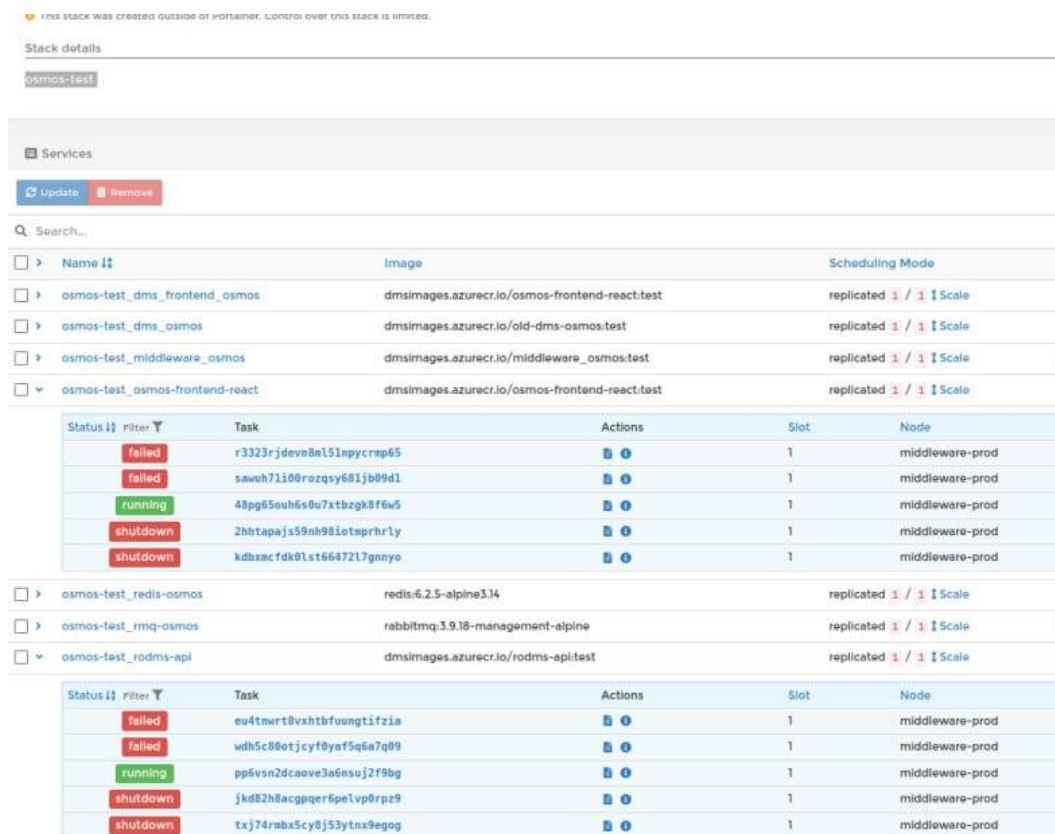 This stack was created outside of Portainer. Control over this stack is limited.
Stack details
osmos-test
Services
Update Remove
Search...
Name Image Scheduling Mode
osmos-test_dms_frontend_osmos dmsimages.azurecr.io/osmos-frontend-react:test replicated 1 / 1 Scale
osmos-test_dms_osmos dmsimages.azurecr.io/old-dms-osmos:test replicated 1 / 1 Scale
osmos-test_middleware_osmos dmsimages.azurecr.io/middleware_osmos:test replicated 1 / 1 Scale
osmos-test_osmos-frontend-react dmsimages.azurecr.io/osmos-frontend-react:test replicated 1 / 1 Scale
Status Filter Task Actions Slot Node
failed r3323rjdevm8ml51npycrmp65 1 middleware-prod
failed sawuh71i00rozqsy681jb09d1 1 middleware-prod
running 48pg65ouh6s0u7xtbzgk8f6w5 1 middleware-prod
shutdown 2hhtapajs59nh98iotmprhrly 1 middleware-prod
shutdown kdbxmcfdk0lst66472l7gnnyo 1 middleware-prod
osmos-test_redis-osmos redis:6.2.5-alpine3.14 replicated 1 / 1 Scale
osmos-test_rmq-osmos rabbitmq:3.9.18-management-alpine replicated 1 / 1 Scale
osmos-test_rodms-api dmsimages.azurecr.io/rodms-api:test replicated 1 / 1 Scale
Status Filter Task Actions Slot Node
failed eu4tnwrt8vxhtbfuungtifzia 1 middleware-prod
failed wdh5c80otjcyf0yaf5q6a7q09 1 middleware-prod
running pp6vsn2dcaove3a6nsuj2f9bg 1 middleware-prod
shutdown jkd82h8acgpqer6pelvp0rpz9 1 middleware-prod
shutdown txj74rmbx5cy8j53ytnx9egog 1 middleware-prod